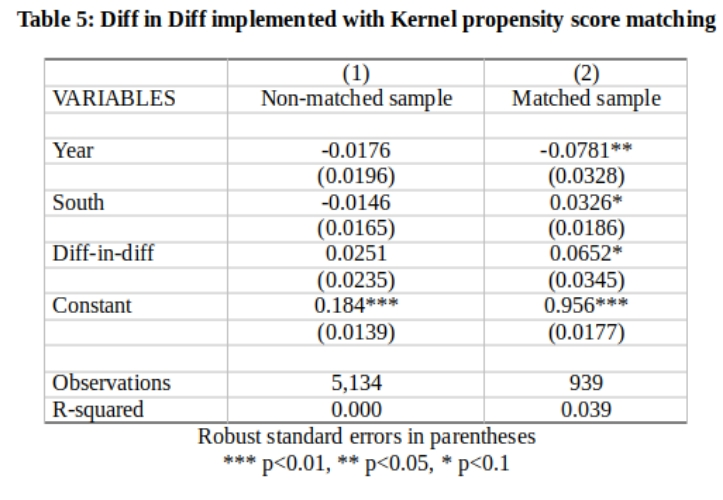 Table 5: Diff in Diff implemented with Kernel propensity score matching
(1) (2)
VARIABLES Non-matched sample Matched sample
Year -0.0176 -0.0781**
(0.0196) (0.0328)
South -0.0146 0.0326*
(0.0165) (0.0186)
Diff-in-diff 0.0251 0.0652*
(0.0235) (0.0345)
Constant 0.184*** 0.956***
(0.0139) (0.0177)
Observations 5,134 939
R-squared 0.000 0.039
Robust standard errors in parentheses
*** p<0.01, ** p<0.05, * p<0.1